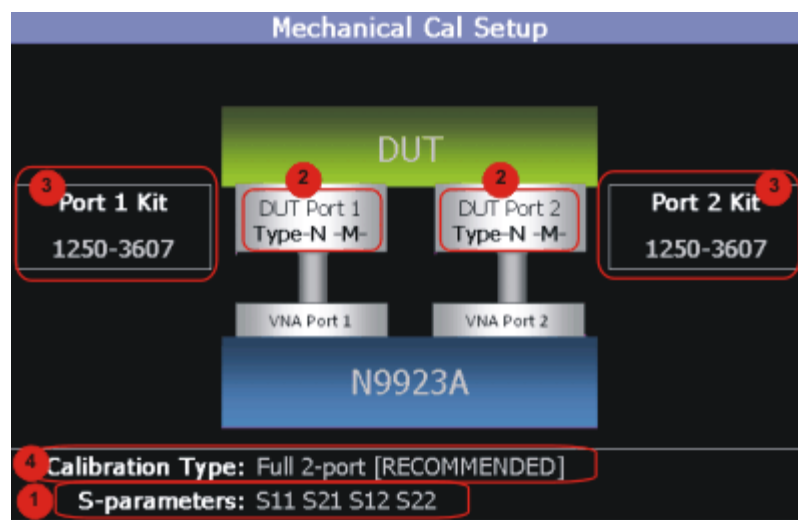 Mechanical Cal Setup
DUT
3
Port 1 Kit
1250-3607
2
DUT Port 1
Type-N -M-
2
DUT Port 2
Type-N -M-
3
Port 2 Kit
1250-3607
VNA Port 1
VNA Port 2
N9923A
4 Calibration Type: Full 2-port [RECOMMENDED]
1 S-parameters: S11 S21 S12 S22